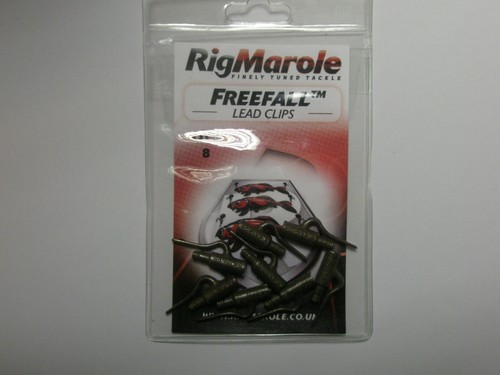 RigMarole
FINELY TUNED TACKLE
FREEFALL™
LEAD CLIPS
8